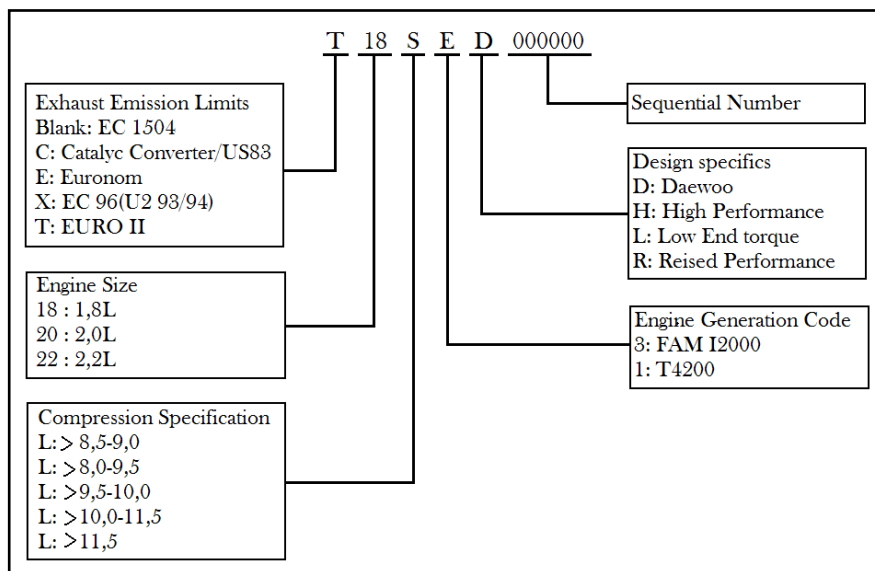 T 18 S E D 000000
Exhaust Emission Limits
Blank: EC 1504
C: Catalyc Converter/US83
E: Euronom
X: EC 96(U2 93/94)
T: EURO II
Engine Size
18 : 1,8L
20 : 2,0L
22 : 2,2L
Compression Specification
L: > 8,5-9,0
L: >8,0-9,5
L: >9,5-10,0
L: >10,0-11,5
L: >11,5
Sequential Number
Design specifics
D: Daewoo
H: High Performance
L: Low End torque
R: Reised Performance
Engine Generation Code
3: FAM I2000
1: T4200